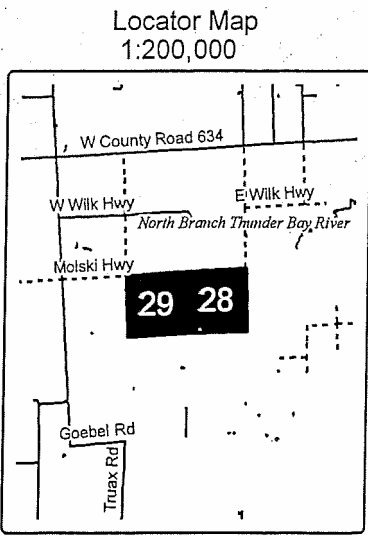 Locator Map
1:200,000
W County Road 634
W Wilk Hwy
E Wilk Hwy
North Branch Thunder Bay River
Molski Hwy
29 28
Goebel Rd
Truax Rd